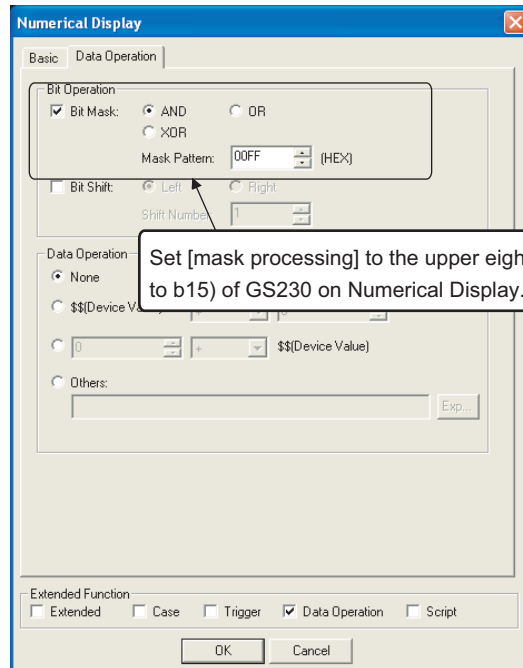 Numerical Display
Basic Data Operation
Bit Operation
Bit Mask: AND OR
XOR
Mask Pattern: 00FF (HEX)
Bit Shift: Left Right
Shift Number: 1
Set [mask processing] to the upper eigh
to b15) of GS230 on Numerical Display.
Data Operation
None
$$(Device V
0 + $$(Device Value)
Others:
Exp...
Extended Function
Extended Case Trigger Data Operation Script
OK Cancel